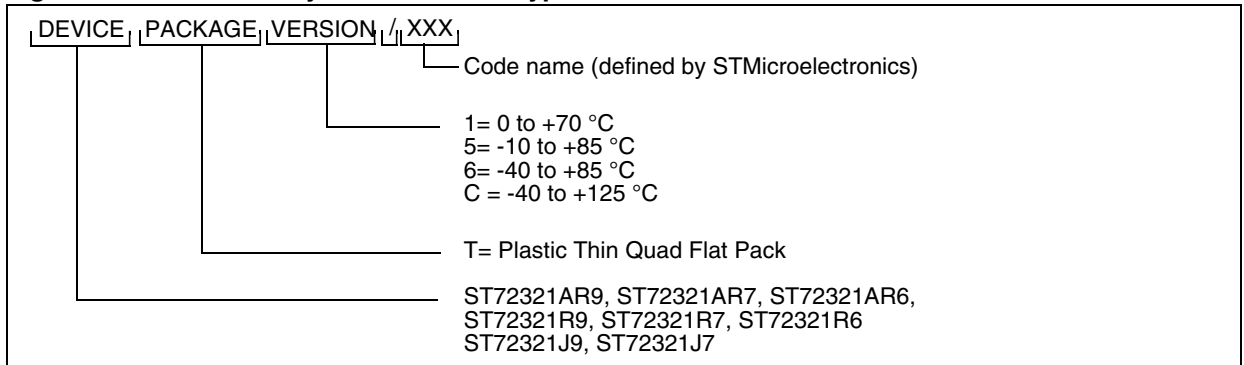 DEVICE PACKAGE VERSION / XXX
Code name (defined by STMicroelectronics)
1= 0 to +70 °C
5= -10 to +85 °C
6= -40 to +85 °C
C = -40 to +125 °C
T= Plastic Thin Quad Flat Pack
ST72321AR9, ST72321AR7, ST72321AR6,
ST72321R9, ST72321R7, ST72321R6
ST72321J9, ST72321J7